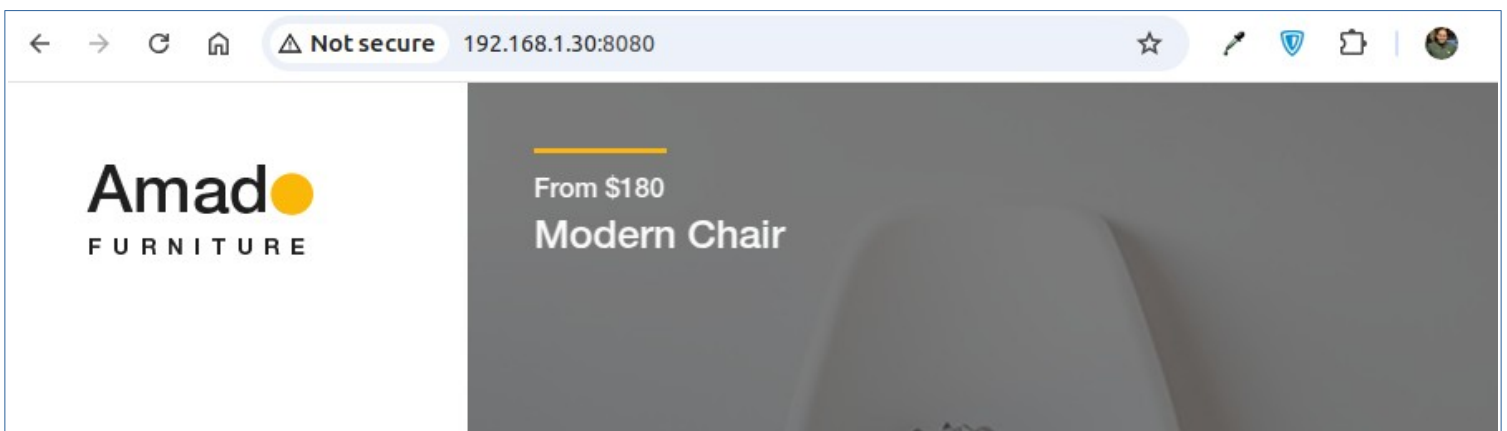 Not secure 192.168.1.30:8080
Amado
FURNITURE
From $180
Modern Chair